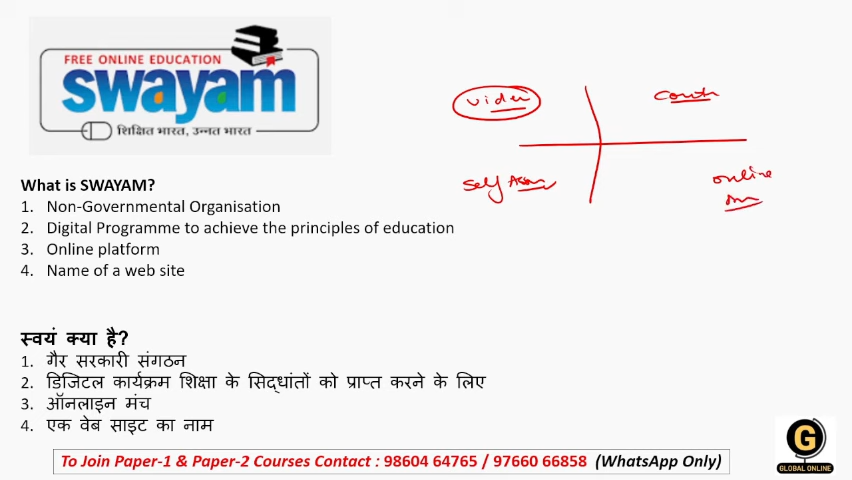 FREE ONLINE EDUCATION
swayam
शिक्षित भारत, उन्नत भारत
video
self
online
What is SWAYAM?
1. Non-Governmental Organisation
2. Digital Programme to achieve the principles of education
3. Online platform
4. Name of a web site
स्वयं क्या है?
1. गैर सरकारी संगठन
2. डिजिटल कार्यक्रम शिक्षा के सिद्धांतों को प्राप्त करने के लिए
3. ऑनलाइन मंच
4. एक वेब साइट का नाम
To Join Paper-1 & Paper-2 Courses Contact : 98604 64765 / 97660 66858 (WhatsApp Only)
G
GLOBAL ONLINE